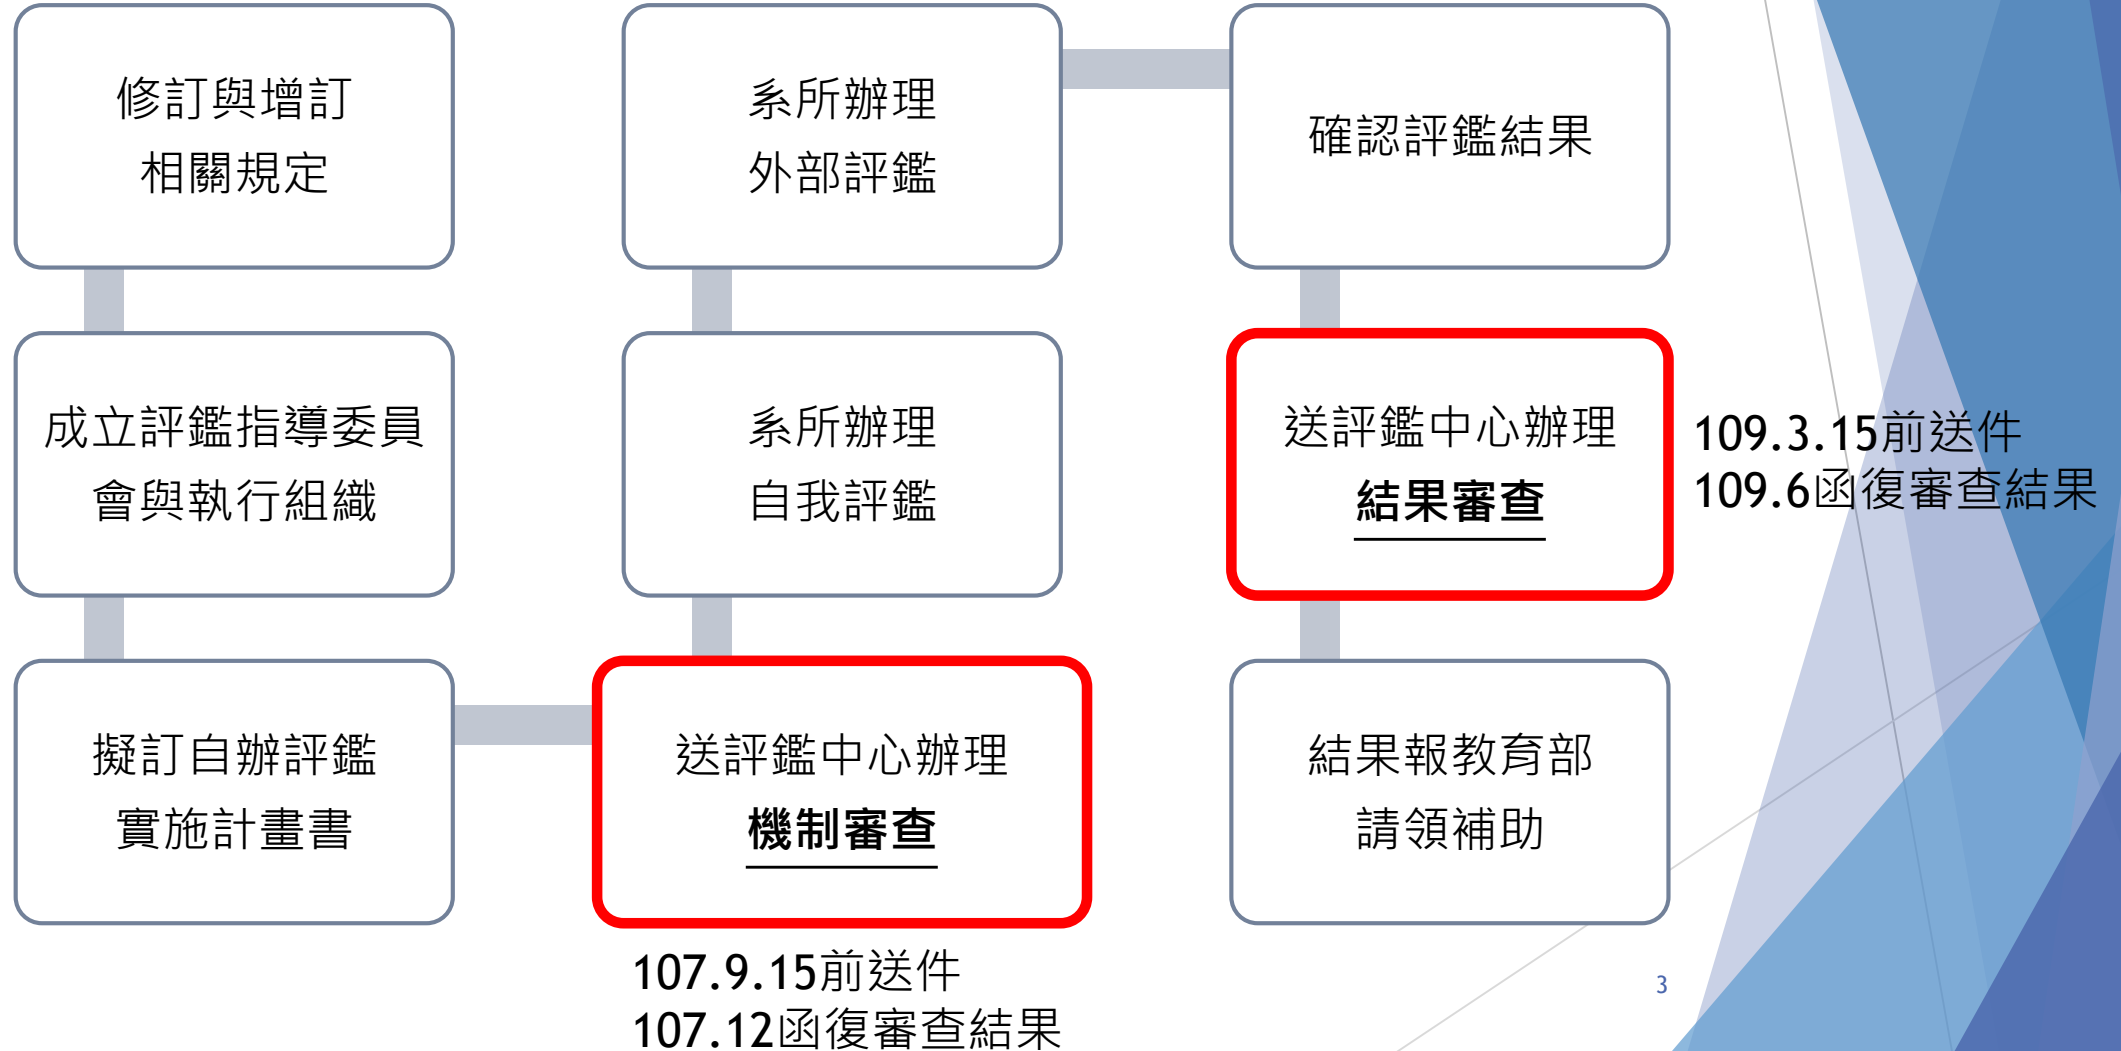 修訂與增訂
相關規定
成立評鑑指導委員
會與執行組織
擬訂自辦評鑑
實施計畫書
送評鑑中心辦理
機制審查
107.9.15前送件
107.12函復審查結果
系所辦理
自我評鑑
系所辦理
外部評鑑
確認評鑑結果
送評鑑中心辦理
結果審查
109.3.15前送件
109.6函復審查結果
結果報教育部
請領補助
3